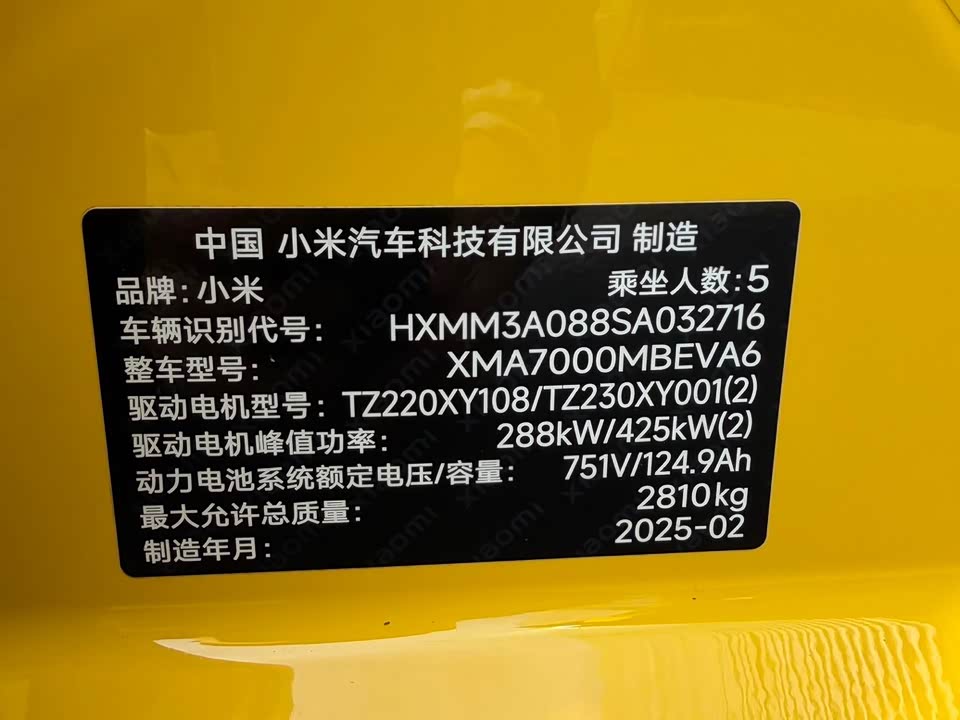 中国 小米汽车科技有限公司 制造
品牌: 小米 乘坐人数: 5
车辆识别代号: HXMM3A088SA032716
整车型号: XMA7000MBEVA6
驱动电机型号: TZ220XY108/TZ230XY001(2)
驱动电机峰值功率: 288kW/425kW(2)
动力电池系统额定电压/容量: 751V/124.9Ah
最大允许总质量: 2810kg
制造年月: 2025-02